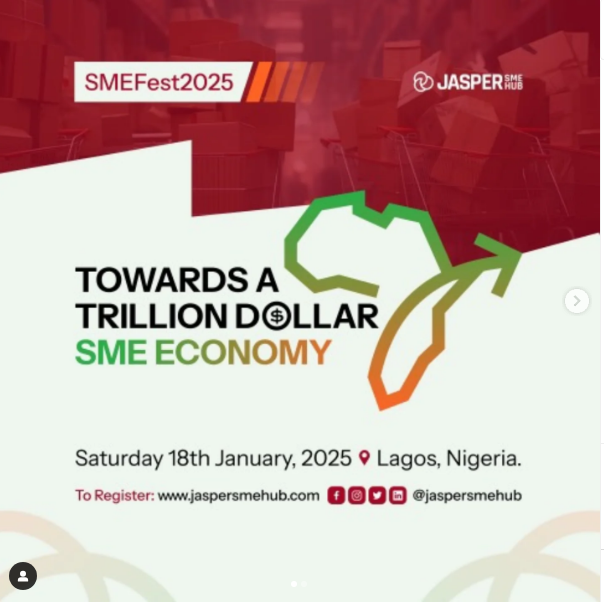 SMEFest2025
JASPER SME HUB
TOWARDS A
TRILLION DOLLAR
SME ECONOMY
Saturday 18th January, 2025 Lagos, Nigeria.
To Register: www.jaspersmehub.com @jaspersmehub